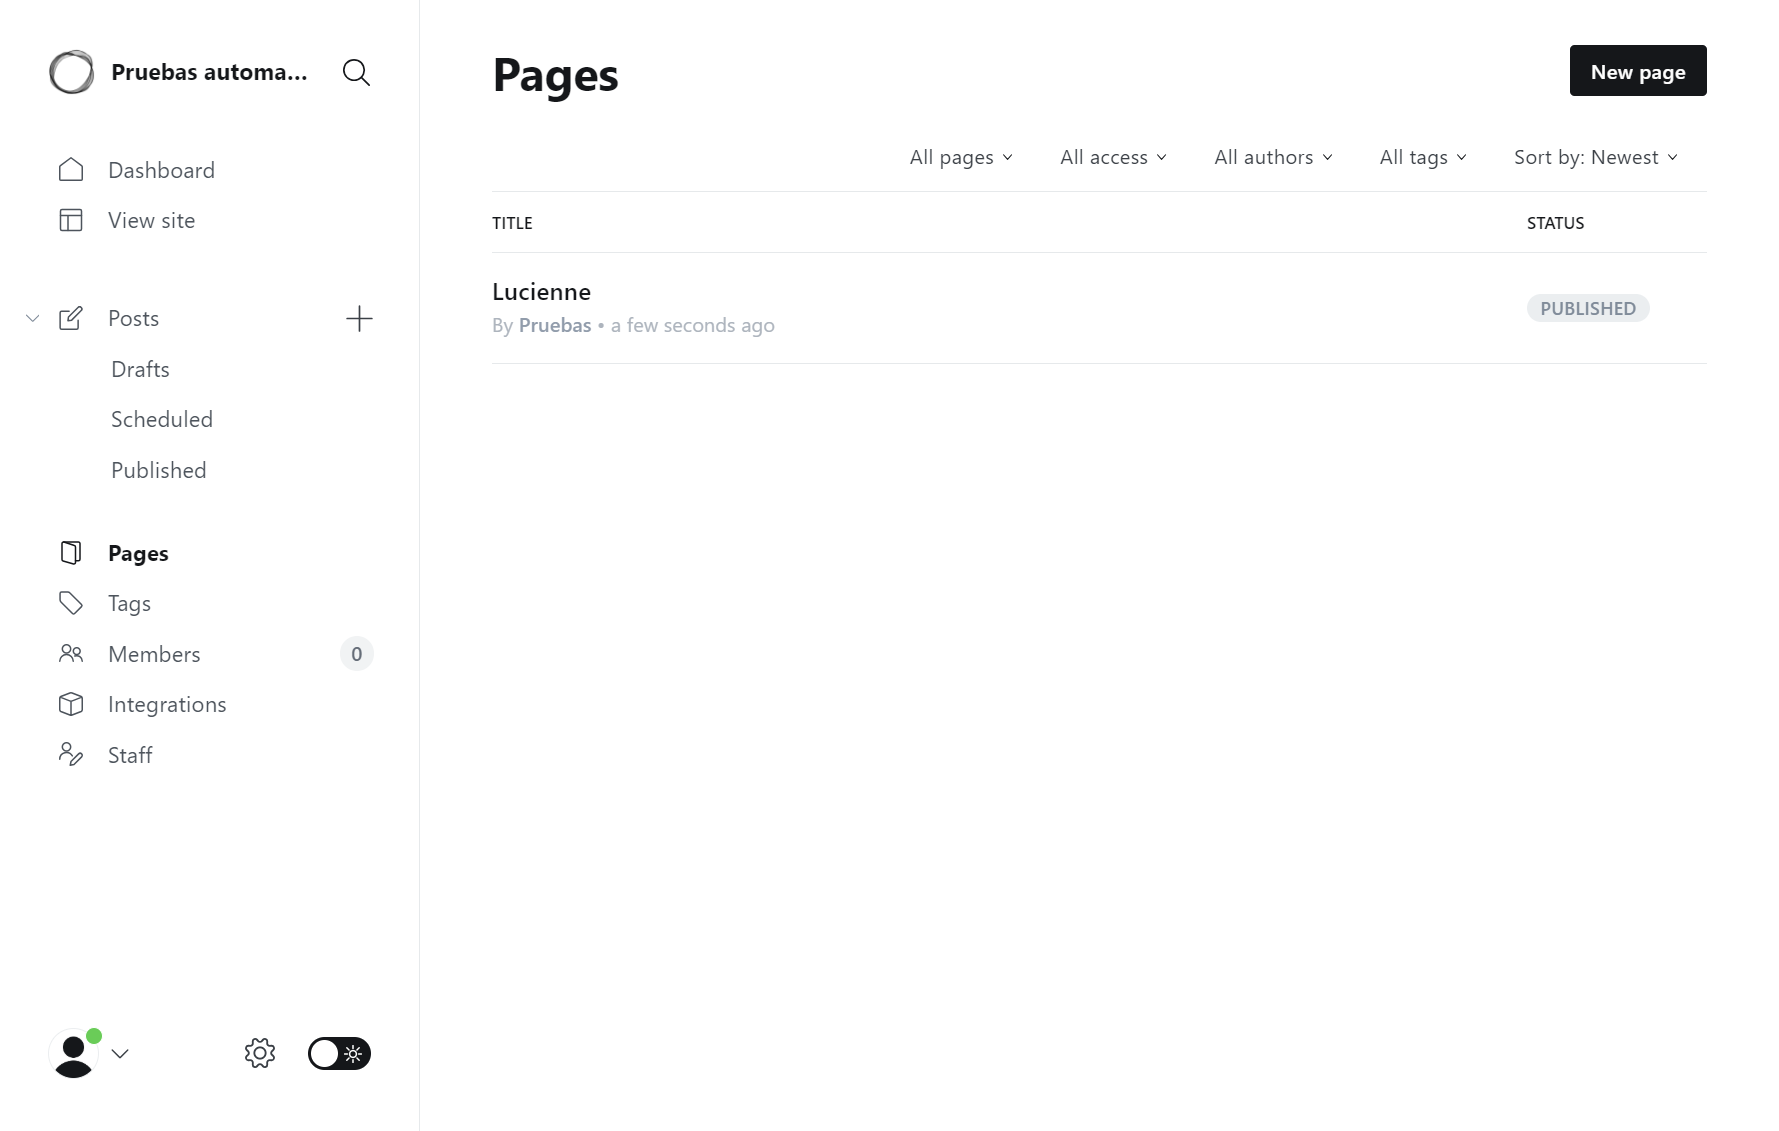 Pruebas automa...
Dashboard
View site
Posts
Drafts
Scheduled
Published
Pages
Tags
Members
0
Integrations
Staff
Pages
New page
All pages
All access
All authors
All tags
Sort by: Newest
TITLE
STATUS
Lucienne
By Pruebas • a few seconds ago
PUBLISHED